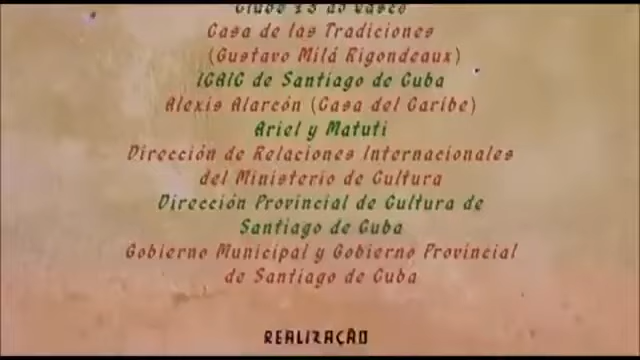 Casa de las Tradiciones
(Gustavo Milá Rigondeaux)
ICAIC de Santiago de Cuba
Alexis Alarcón (Casa del Caribe)
Ariel y Matuti
Dirección de Relaciones Internacionales
del Ministerio de Cultura
Dirección Provincial de Cultura de
Santiago de Cuba
Gobierno Municipal y Gobierno Provincial
de Santiago de Cuba
REALIZAÇÃO